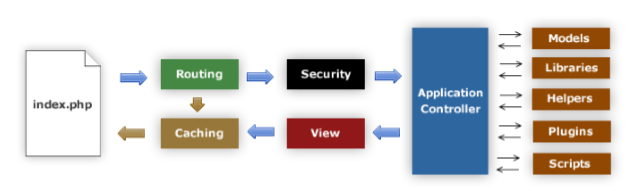 index.php
Routing
Security
Application
Controller
Models
Libraries
Helpers
Plugins
Scripts
Caching
View